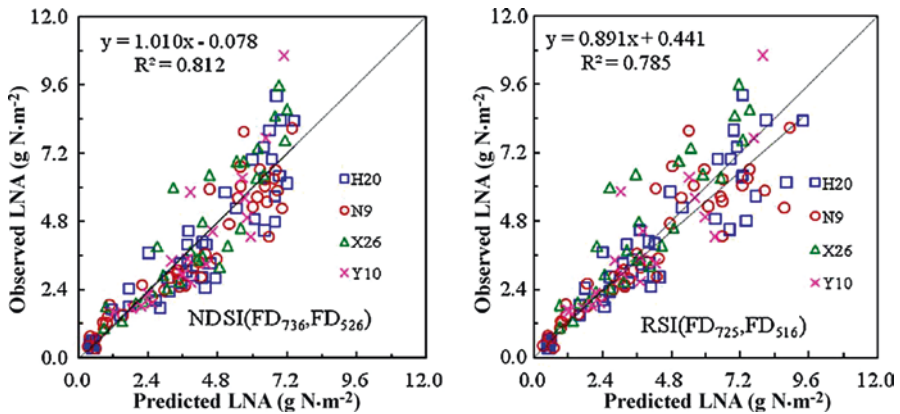 12.0
9.6
7.2
4.8
2.4
0.0
Observed LNA (g N·m⁻²)
y = 1.010x - 0.078
R² = 0.812
H20
N9
X26
Y10
NDSI(FD₇₃₆,FD₅₂₆)
0.0 2.4 4.8 7.2 9.6 12.0
Predicted LNA (g N·m⁻²)
12.0
9.6
7.2
4.8
2.4
0.0
Observed LNA (g N·m⁻²)
y = 0.891x + 0.441
R² = 0.785
H20
N9
X26
Y10
RSI(FD₇₂₅,FD₅₁₆)
0.0 2.4 4.8 7.2 9.6 12.0
Predicted LNA (g N·m⁻²)